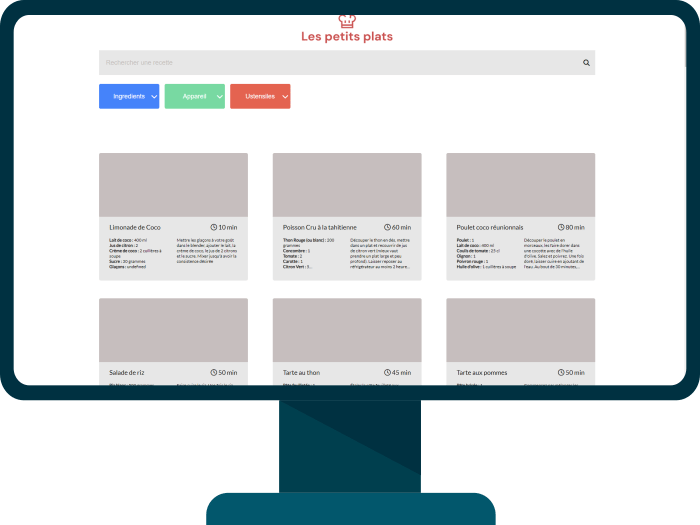 Les petits plats
Rechercher une recette
Ingredients
Appareil
Ustensiles
Limonade de Coco
10 min
Lait de coco : 400 ml
Jus de citron : 2
Crème de coco : 2 cuillères à
soupe
Sucre : 20 grammes
Glaçons : undefined
Mettre les glaçons à votre goût
dans le blender, ajouter le lait, la
crème de coco, le jus de 2 citrons
et le sucre. Mixer jusqu'à avoir la
consistence désirée
Poisson Cru à la tahitienne
60 min
Thon Rouge (ou blanc) : 200
grammes
Concombre : 1
Tomate : 2
Carotte : 1
Citron Vert : 5
Découper le thon en dés, mettre
dans un plat et recouvrir de jus
de citron vert (mieux vaut
prendre un plat large et peu
profond). Laisser reposer au
réfrigérateur au moins 2 heures...
Poulet coco réunionnais
80 min
Poulet : 1
Lait de coco : 400 ml
Coulis de tomate : 25 cl
Oignon : 1
Poivron rouge : 1
Huile d'olive : 1 cuillères à soupe
Découper le poulet en
morceaux, les faire dorer dans
une cocotte avec de l'huile
d'olive. Salez et poivrez. Une fois
doré, laisser cuire en ajoutant de
l'eau. Au bout de 30 minutes...
Salade de riz
50 min
Tarte au thon
45 min
Tarte aux pommes
50 min